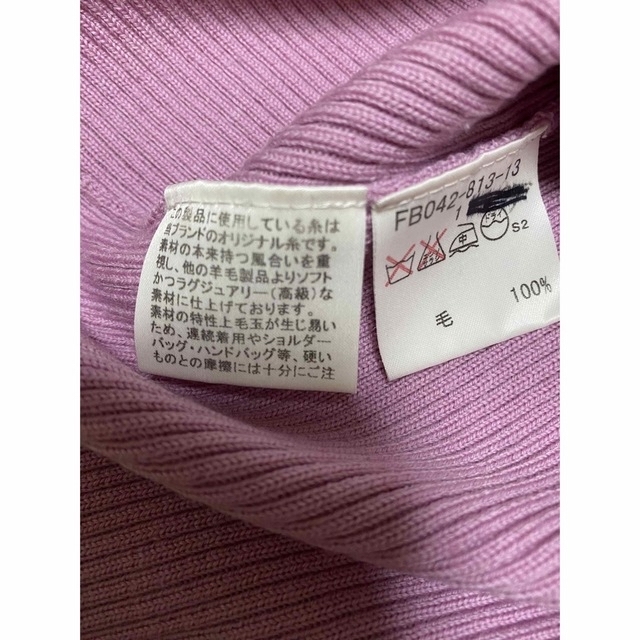 この製品に使用している糸は
当ブランドのオリジナル糸です。
素材の本来持つ風合いを重
視し、他の羊毛製品よりソフト
かつラグジュアリー(高級)な
素材に仕上げております。
素材の特性上毛玉が生じ易い
ため、連続着用やショルダー
バッグ・ハンドバッグ等、硬い
ものとの摩擦には十分にご注
FB042-813-13
1
ドライ
S2
毛 100%